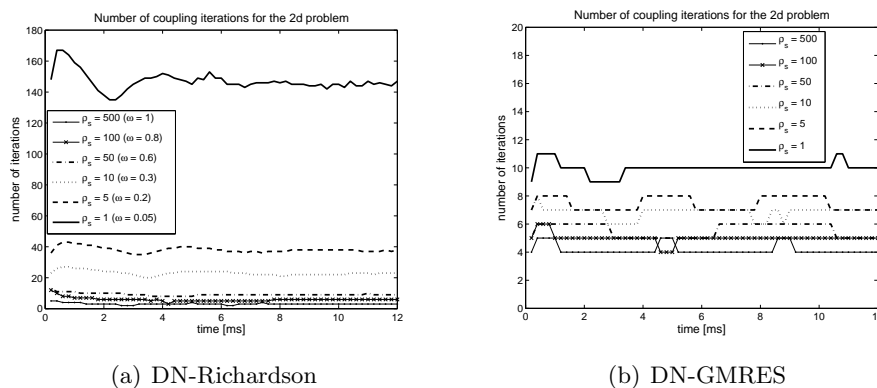 Number of coupling iterations for the 2d problem
180
160
140
120
100
80
60
40
20
0
number of iterations
ρs = 500 (ω = 1)
ρs = 100 (ω = 0.8)
ρs = 50 (ω = 0.6)
ρs = 10 (ω = 0.3)
ρs = 5 (ω = 0.2)
ρs = 1 (ω = 0.05)
0 2 4 6 8 10 12
time [ms]
(a) DN-Richardson
Number of coupling iterations for the 2d problem
20
18
16
14
12
10
8
6
4
2
0
number of iterations
ρs = 500
ρs = 100
ρs = 50
ρs = 10
ρs = 5
ρs = 1
0 2 4 6 8 10 12
time [ms]
(b) DN-GMRES